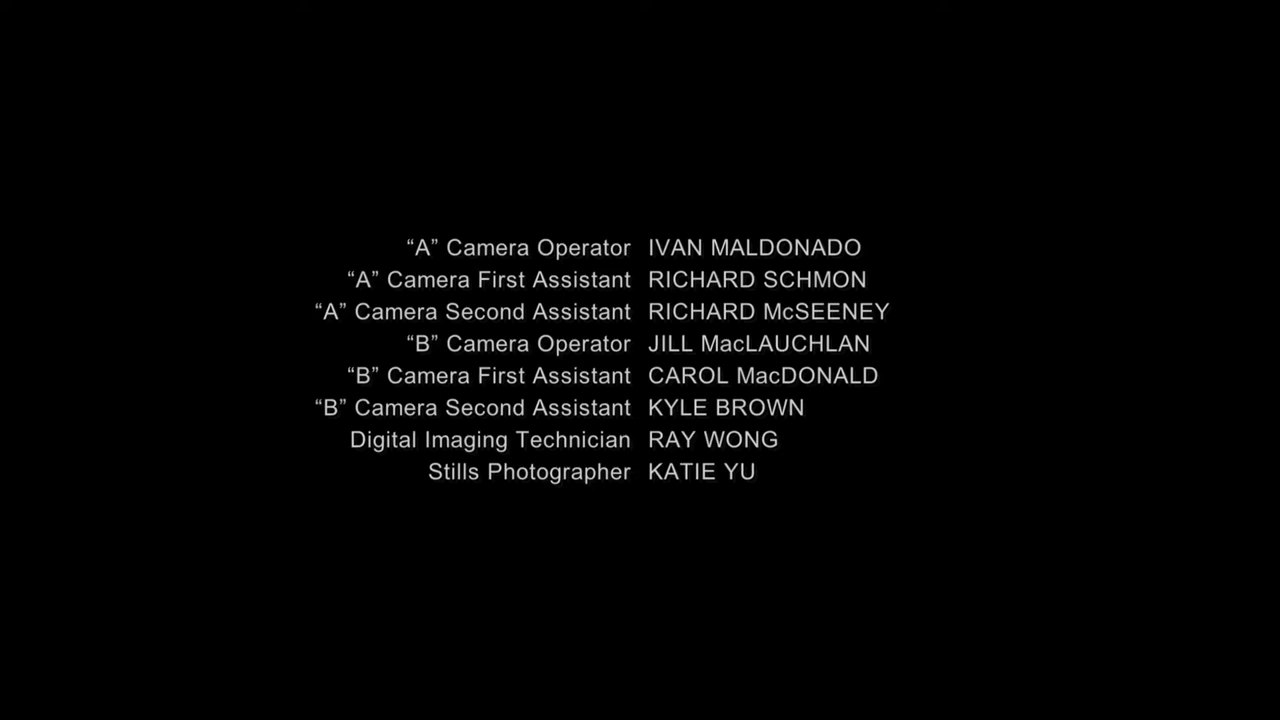 “A” Camera Operator IVAN MALDONADO
“A” Camera First Assistant RICHARD SCHMON
“A” Camera Second Assistant RICHARD McSEENEY
“B” Camera Operator JILL MacLAUCHLAN
“B” Camera First Assistant CAROL MacDONALD
“B” Camera Second Assistant KYLE BROWN
Digital Imaging Technician RAY WONG
Stills Photographer KATIE YU